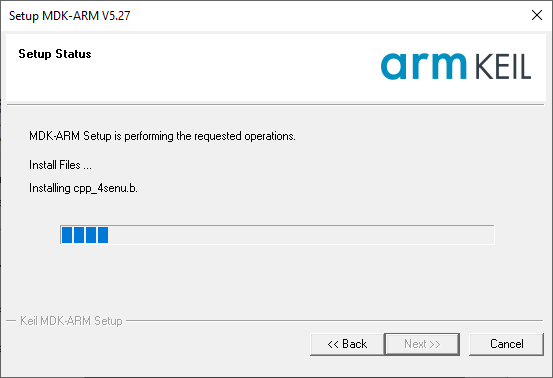 Setup MDK-ARM V5.27
Setup Status
arm KEIL
MDK-ARM Setup is performing the requested operations.
Install Files ...
Installing cpp_4senu.b.
Keil MDK-ARM Setup
<< Back
Next >>
Cancel